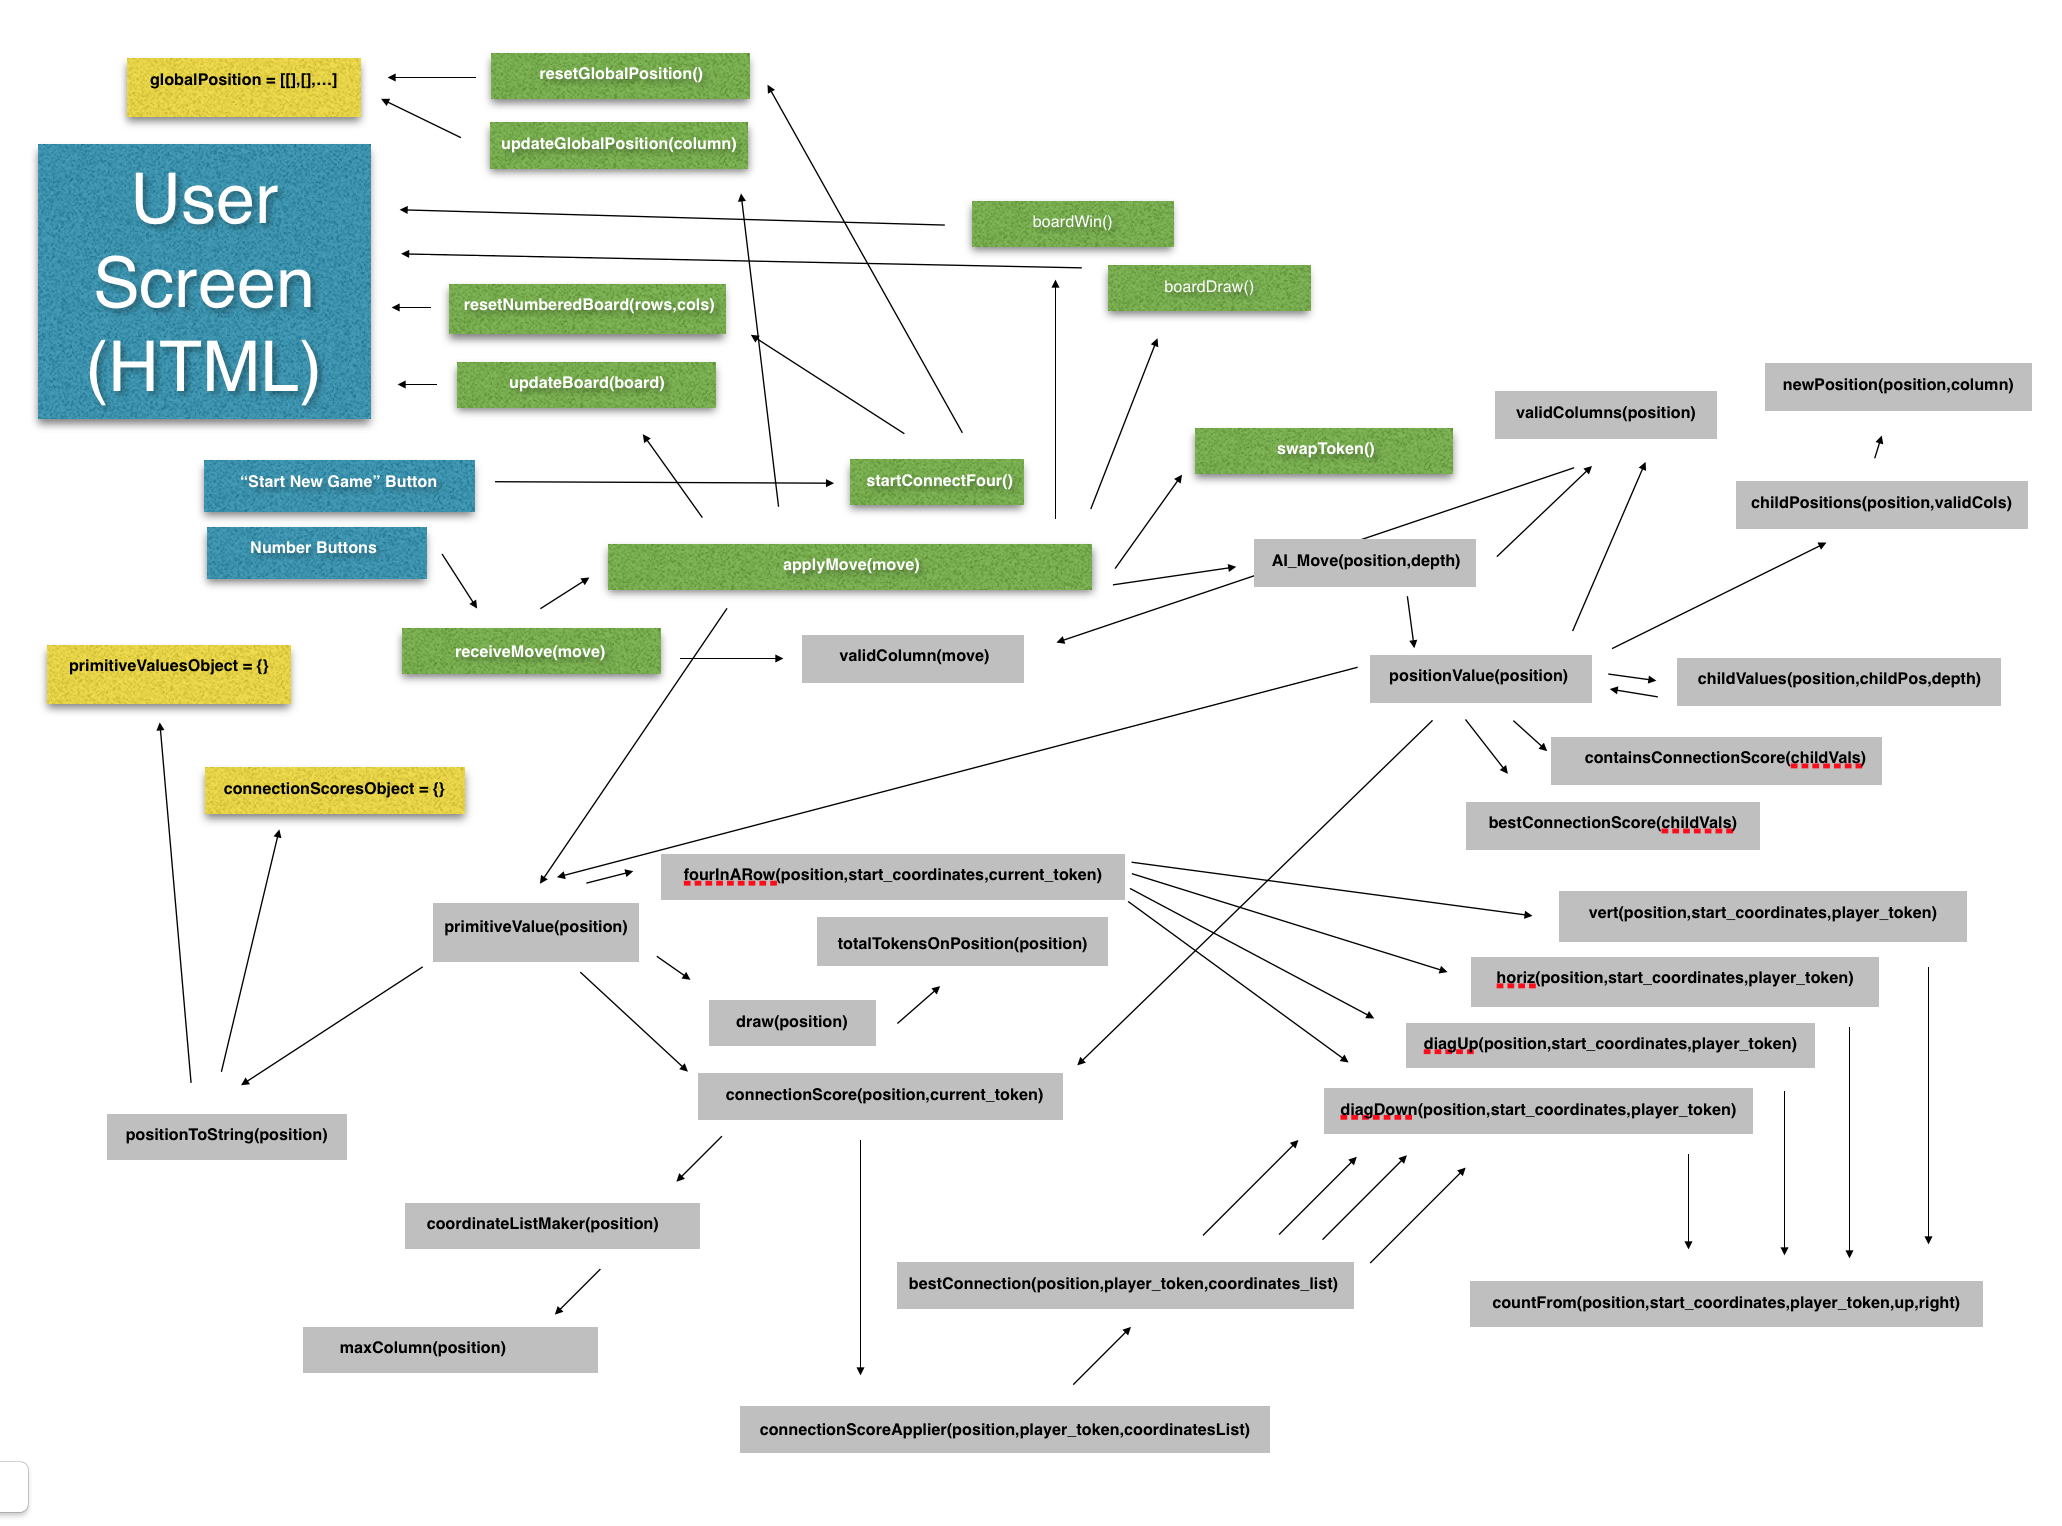 globalPosition = [[],[],…]
resetGlobalPosition()
updateGlobalPosition(column)
User
Screen
(HTML)
boardWin()
boardDraw()
resetNumberedBoard(rows,cols)
updateBoard(board)
newPosition(position,column)
validColumns(position)
swapToken()
“Start New Game” Button
startConnectFour()
childPositions(position,validCols)
Number Buttons
applyMove(move)
AI_Move(position,depth)
receiveMove(move)
validColumn(move)
primitiveValuesObject = {}
positionValue(position)
childValues(position,childPos,depth)
containsConnectionScore(childVals)
connectionScoresObject = {}
bestConnectionScore(childVals)
fourInARow(position,start_coordinates,current_token)
primitiveValue(position)
vert(position,start_coordinates,player_token)
totalTokensOnPosition(position)
horiz(position,start_coordinates,player_token)
draw(position)
diagUp(position,start_coordinates,player_token)
connectionScore(position,current_token)
diagDown(position,start_coordinates,player_token)
positionToString(position)
coordinateListMaker(position)
bestConnection(position,player_token,coordinates_list)
countFrom(position,start_coordinates,player_token,up,right)
maxColumn(position)
connectionScoreApplier(position,player_token,coordinatesList)